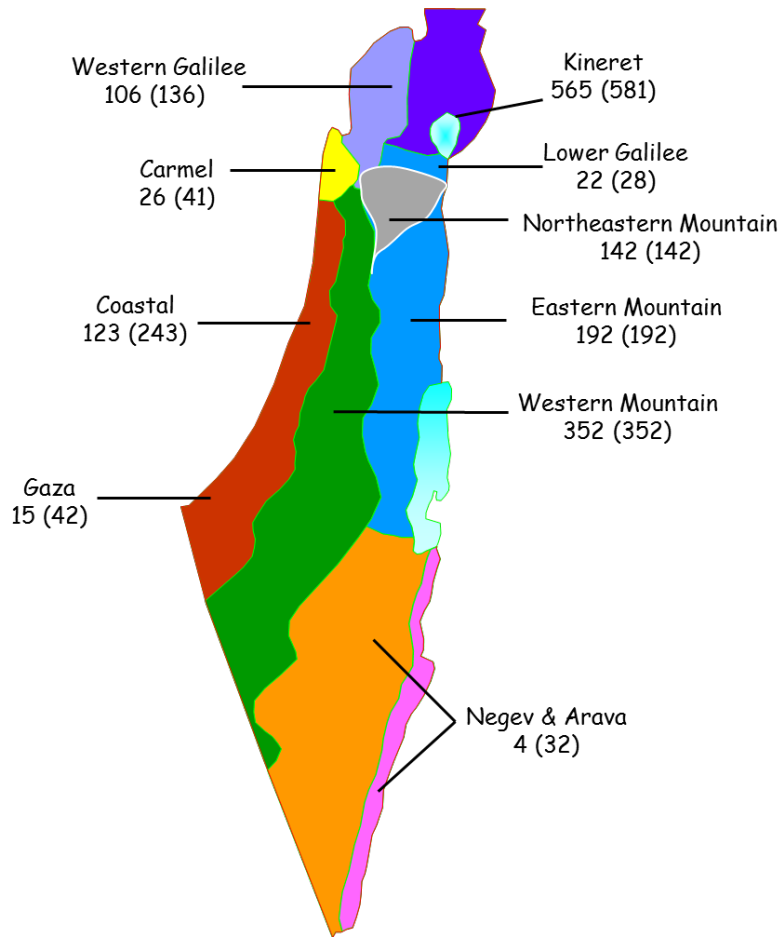 Western Galilee
106 (136)
Kineret
565 (581)
Carmel
26 (41)
Lower Galilee
22 (28)
Northeastern Mountain
142 (142)
Coastal
123 (243)
Eastern Mountain
192 (192)
Western Mountain
352 (352)
Gaza
15 (42)
Negev & Arava
4 (32)